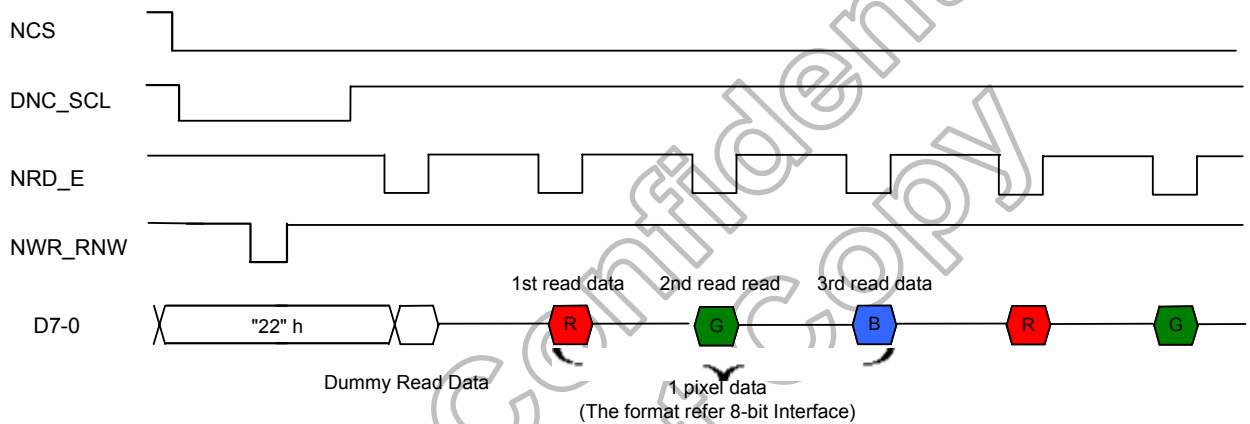 NCS
DNC_SCL
NRD_E
NWR_RNW
1st read data 2nd read read 3rd read data
D7-0 "22" h R G B R G
Dummy Read Data 1 pixel data
(The format refer 8-bit Interface)
Confident
Copy